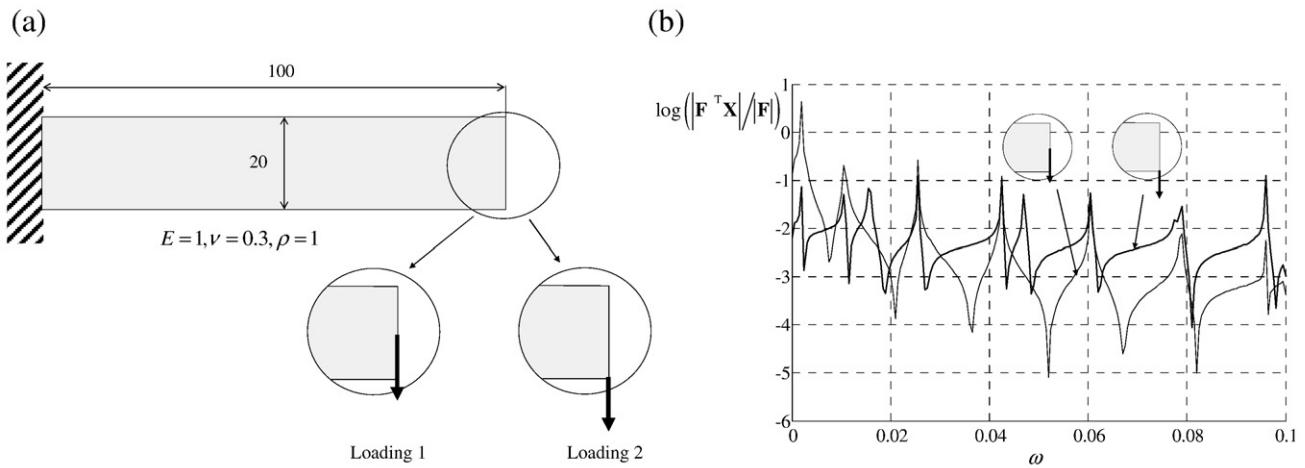 (a)
100
20
E = 1, ν = 0.3, ρ = 1
Loading 1
Loading 2
(b)
log(|F ᵀX|/|F|)
1
0
-1
-2
-3
-4
-5
-6
0
0.02
0.04
0.06
0.08
0.1
ω